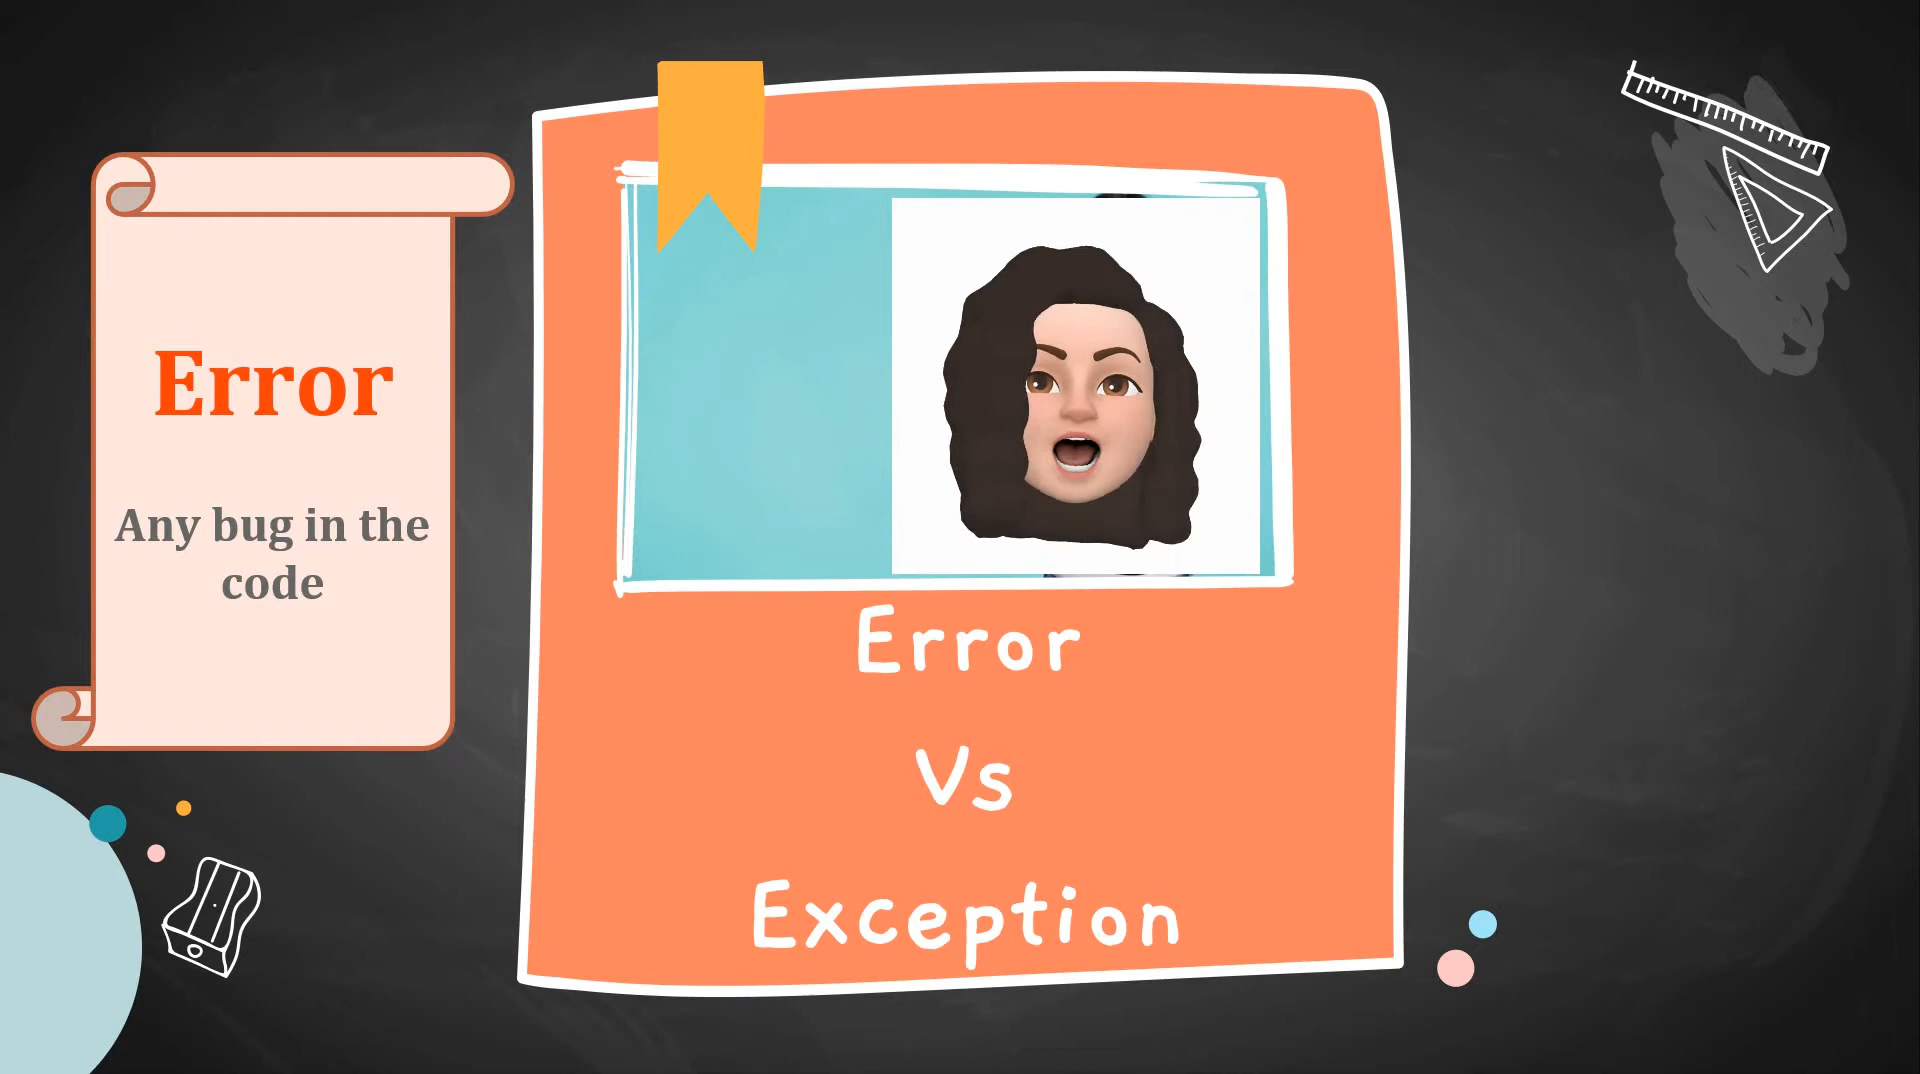 Error
Any bug in the
code
Error
Vs
Exception